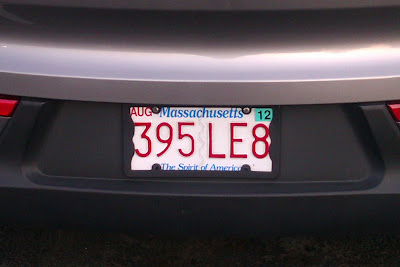 AUG Massachusetts 12
395 LE8
The Spirit of America